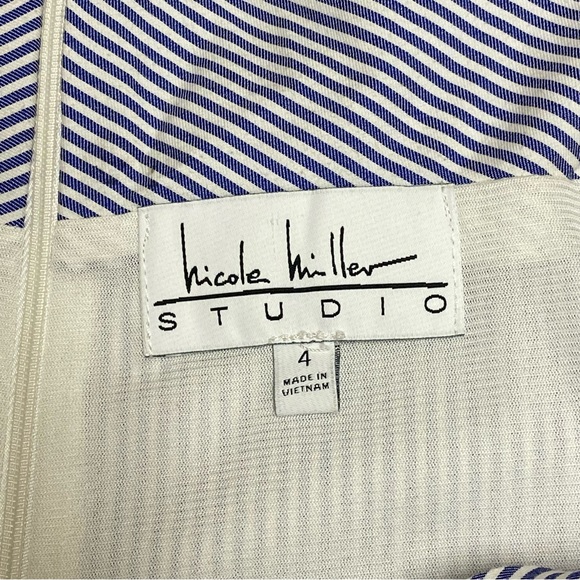 Nicole Miller
STUDIO
4
MADE IN
VIETNAM